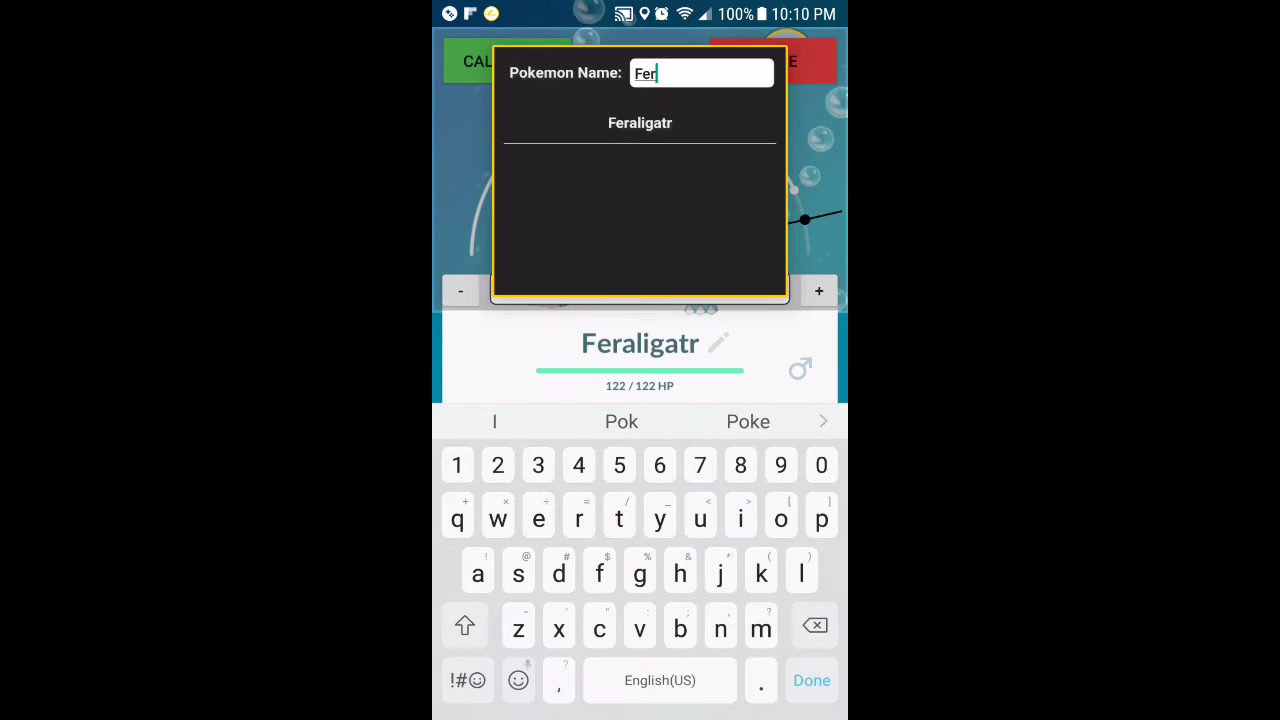 100% 10:10 PM
CAL E
Pokemon Name: Fer
Feraligatr
- +
Feraligatr
122 / 122 HP
I Pok Poke >
1 2 3 4 5 6 7 8 9 0
+ × ÷ = / _ < > [ ]
q w e r t y u i o p
! @ # $ % & * ( )
a s d f g h j k l
- ' " : ; , ?
z x c v b n m
!#☺ , English(US) . Done